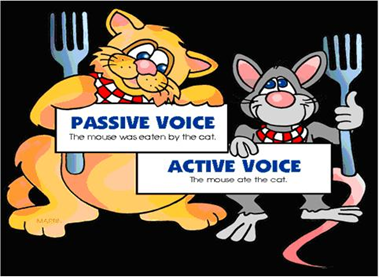 PASSIVE VOICE
The mouse was eaten by the cat.
ACTIVE VOICE
The mouse ate the cat.